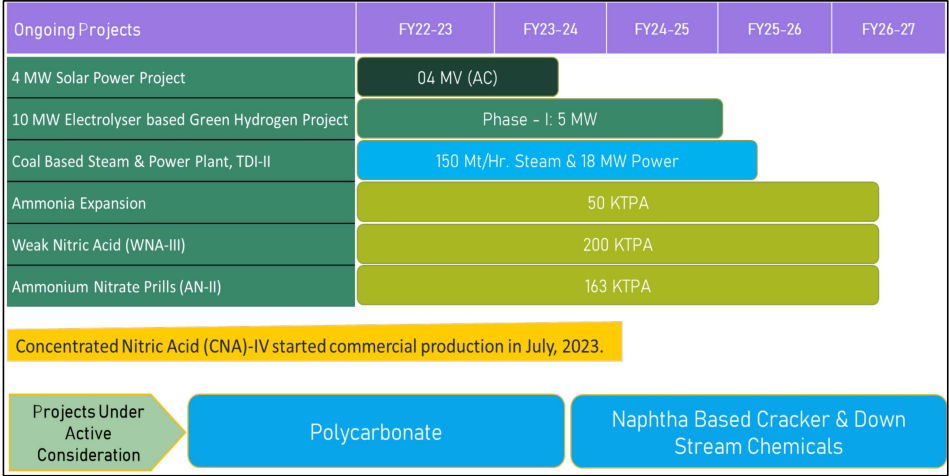 Ongoing Projects FY22-23 FY23-24 FY24-25 FY25-26 FY26-27
4 MW Solar Power Project 04 MV (AC)
10 MW Electrolyser based Green Hydrogen Project Phase - I: 5 MW
Coal Based Steam & Power Plant, TDI-II 150 Mt/Hr. Steam & 18 MW Power
Ammonia Expansion 50 KTPA
Weak Nitric Acid (WNA-III) 200 KTPA
Ammonium Nitrate Prills (AN-II) 163 KTPA
Concentrated Nitric Acid (CNA)-IV started commercial production in July, 2023.
Projects Under
Active
Consideration
Polycarbonate
Naphtha Based Cracker & Down
Stream Chemicals